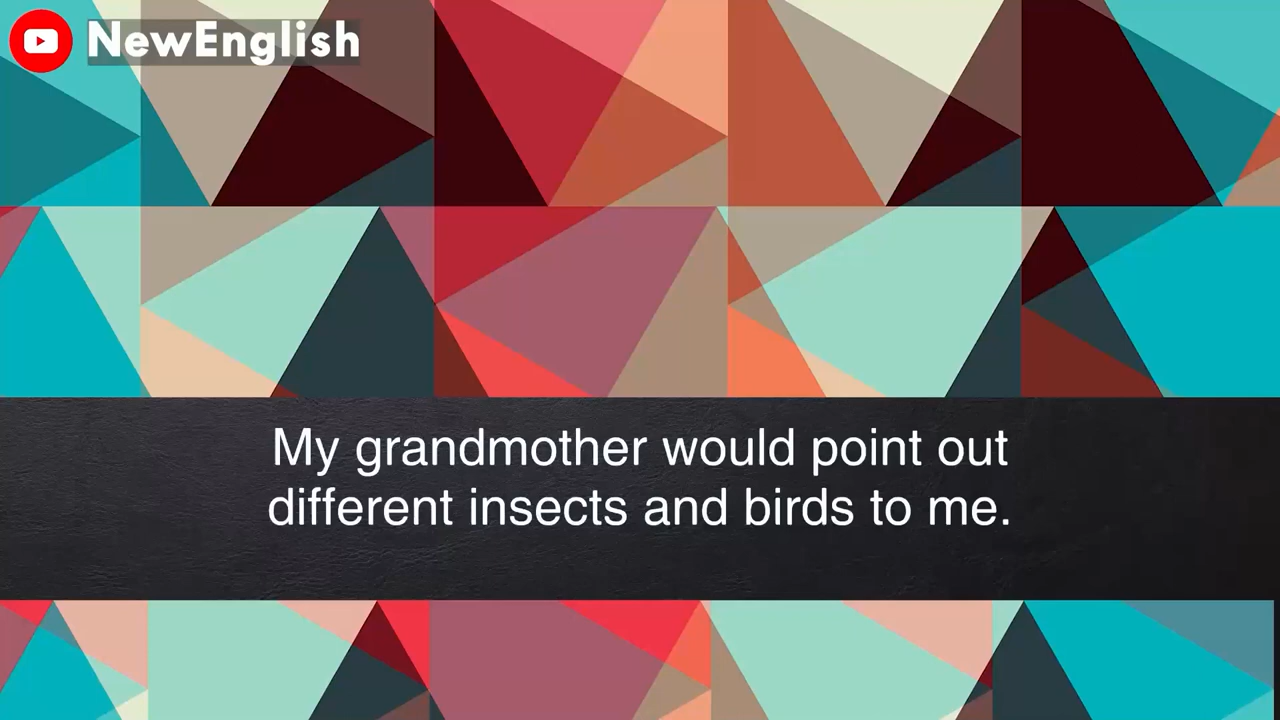 NewEnglish
My grandmother would point out
different insects and birds to me.